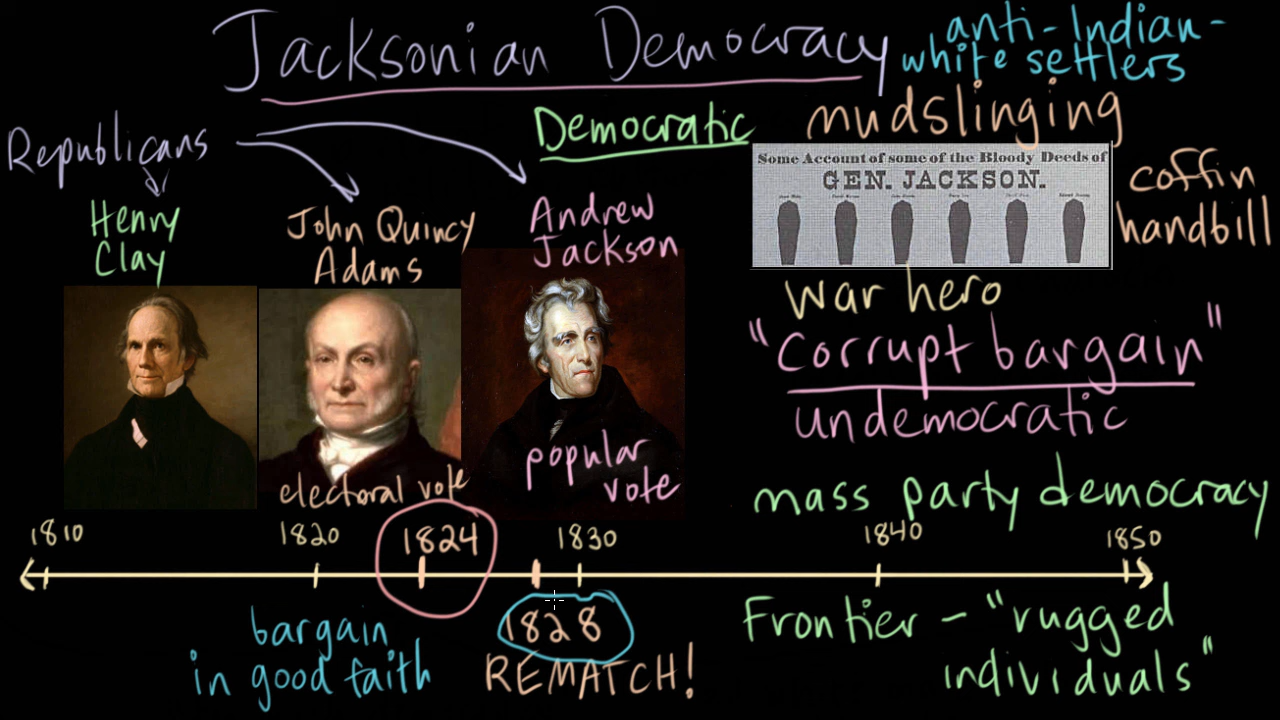 Jacksonian Democracy
anti-Indian-
white settlers
mudslinging
Republicans
Democratic
Henry
Clay
John Quincy
Adams
Andrew
Jackson
Some Account of some of the Bloody Deeds of
GEN. JACKSON.
coffin
handbill
war hero
"corrupt bargain"
undemocratic
electoral vote
popular
vote
mass party democracy
1810
1820
1824
1830
1840
1850
bargain
in good faith
1828
REMATCH!
Frontier - "rugged
individuals"